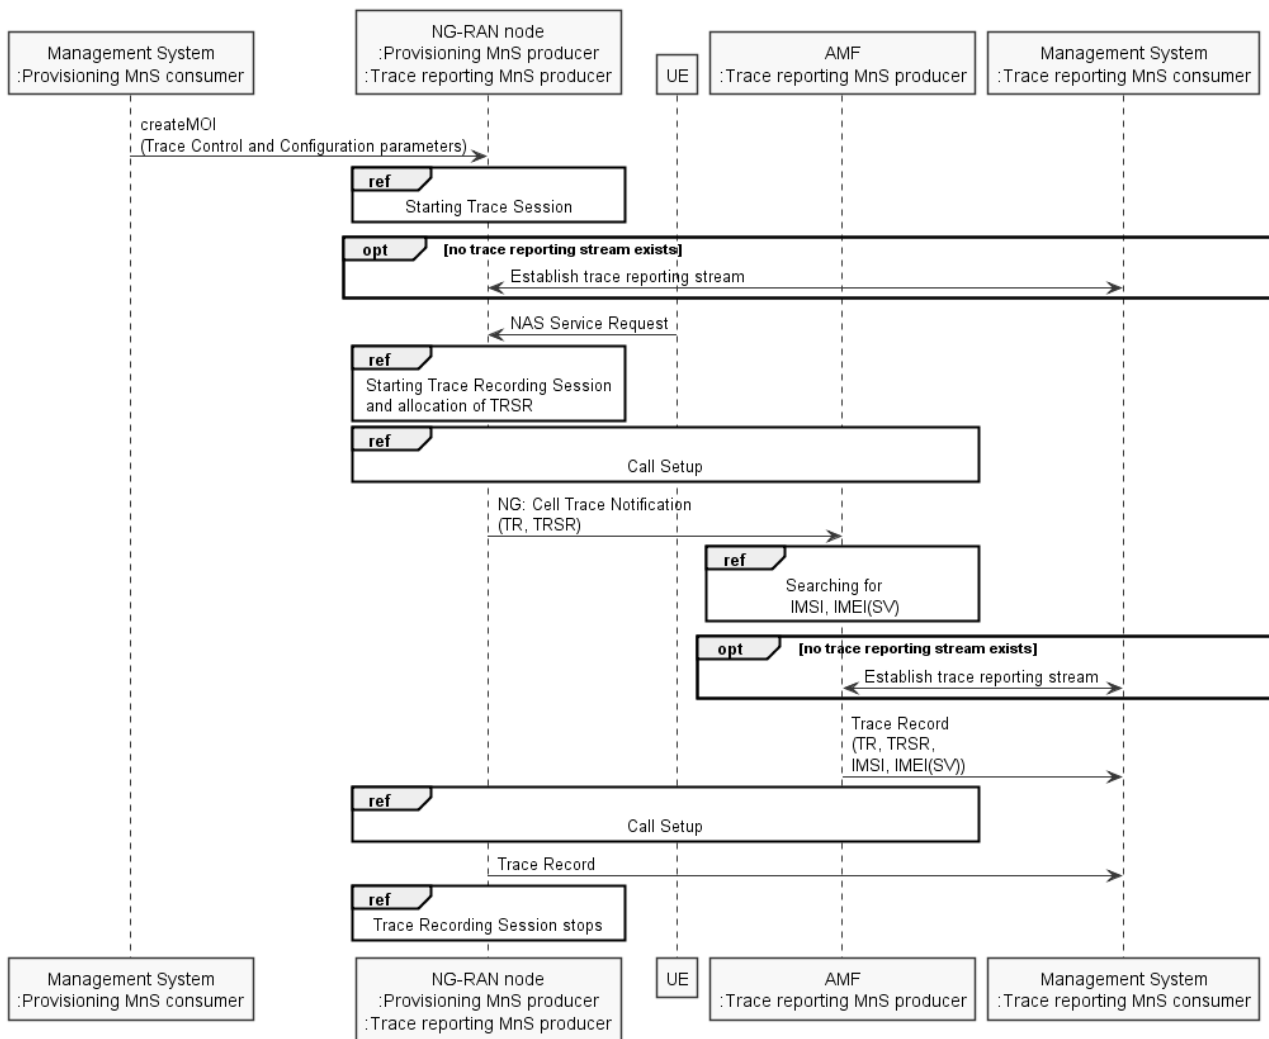 Management System
:Provisioning MnS consumer
NG-RAN node
:Provisioning MnS producer
:Trace reporting MnS producer
UE
AMF
:Trace reporting MnS producer
Management System
:Trace reporting MnS consumer
createMOI
(Trace Control and Configuration parameters)
ref
Starting Trace Session
opt [no trace reporting stream exists]
Establish trace reporting stream
NAS Service Request
ref
Starting Trace Recording Session
and allocation of TRSR
ref
Call Setup
NG: Cell Trace Notification
(TR, TRSR)
ref
Searching for
IMSI, IMEI(SV)
opt [no trace reporting stream exists]
Establish trace reporting stream
Trace Record
(TR, TRSR,
IMSI, IMEI(SV))
ref
Call Setup
Trace Record
ref
Trace Recording Session stops
Management System
:Provisioning MnS consumer
NG-RAN node
:Provisioning MnS producer
:Trace reporting MnS producer
UE
AMF
:Trace reporting MnS producer
Management System
:Trace reporting MnS consumer